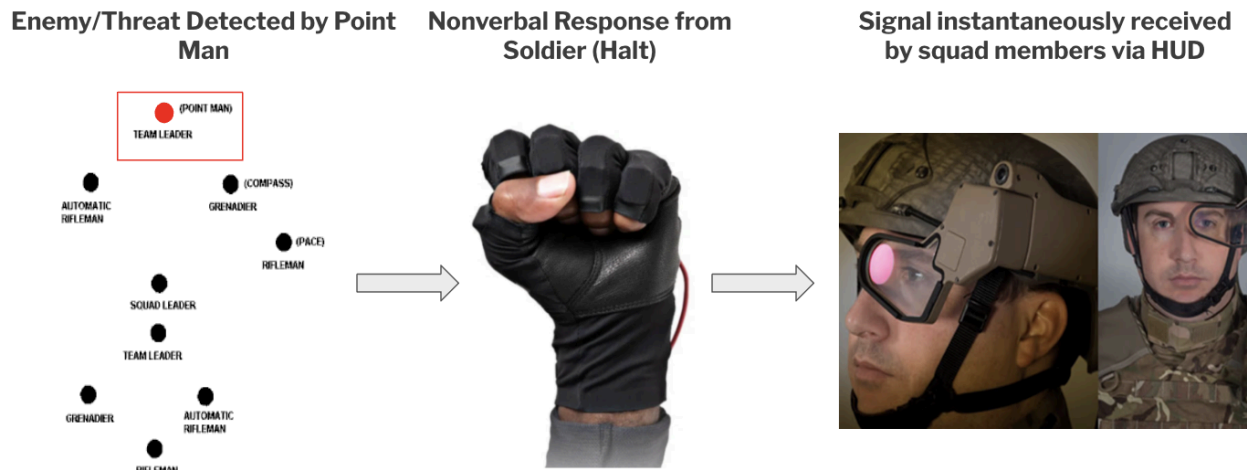 Enemy/Threat Detected by Point
Man
Nonverbal Response from
Soldier (Halt)
Signal instantaneously received
by squad members via HUD
(POINT MAN)
TEAM LEADER
AUTOMATIC
RIFLEMAN
(COMPASS)
GRENADIER
(PACE)
RIFLEMAN
SQUAD LEADER
TEAM LEADER
GRENADIER
AUTOMATIC
RIFLEMAN
RIFLEMAN